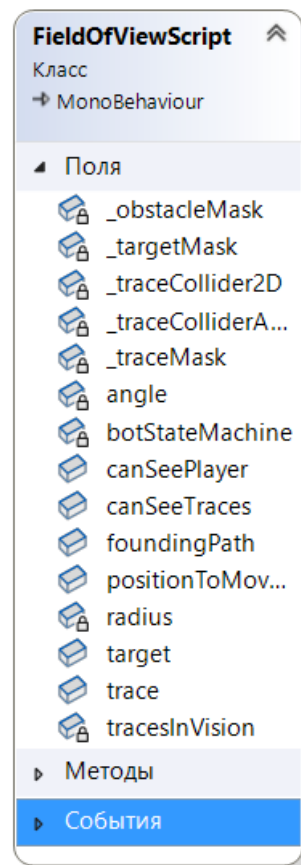 FieldOfViewScript
Класс
MonoBehaviour
Поля
_obstacleMask
_targetMask
_traceCollider2D
_traceColliderA...
_traceMask
angle
botStateMachine
canSeePlayer
canSeeTraces
foundingPath
positionToMov...
radius
target
trace
tracesInVision
Методы
События